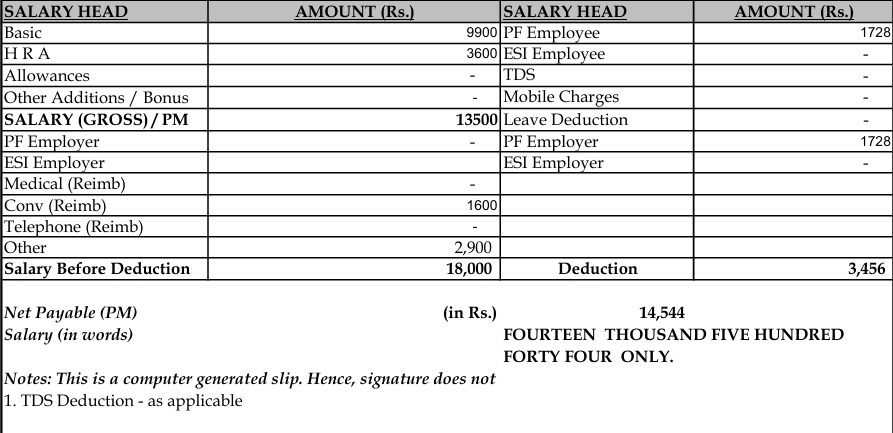 SALARY HEAD AMOUNT (Rs.) SALARY HEAD AMOUNT (Rs.)
Basic 9900 PF Employee 1728
H R A 3600 ESI Employee -
Allowances - TDS -
Other Additions / Bonus - Mobile Charges -
SALARY (GROSS) / PM 13500 Leave Deduction -
PF Employer - PF Employer 1728
ESI Employer ESI Employer -
Medical (Reimb) -
Conv (Reimb) 1600
Telephone (Reimb) -
Other 2,900
Salary Before Deduction 18,000 Deduction 3,456
Net Payable (PM) (in Rs.) 14,544
Salary (in words) FOURTEEN THOUSAND FIVE HUNDRED
FORTY FOUR ONLY.
Notes: This is a computer generated slip. Hence, signature does not
1. TDS Deduction - as applicable